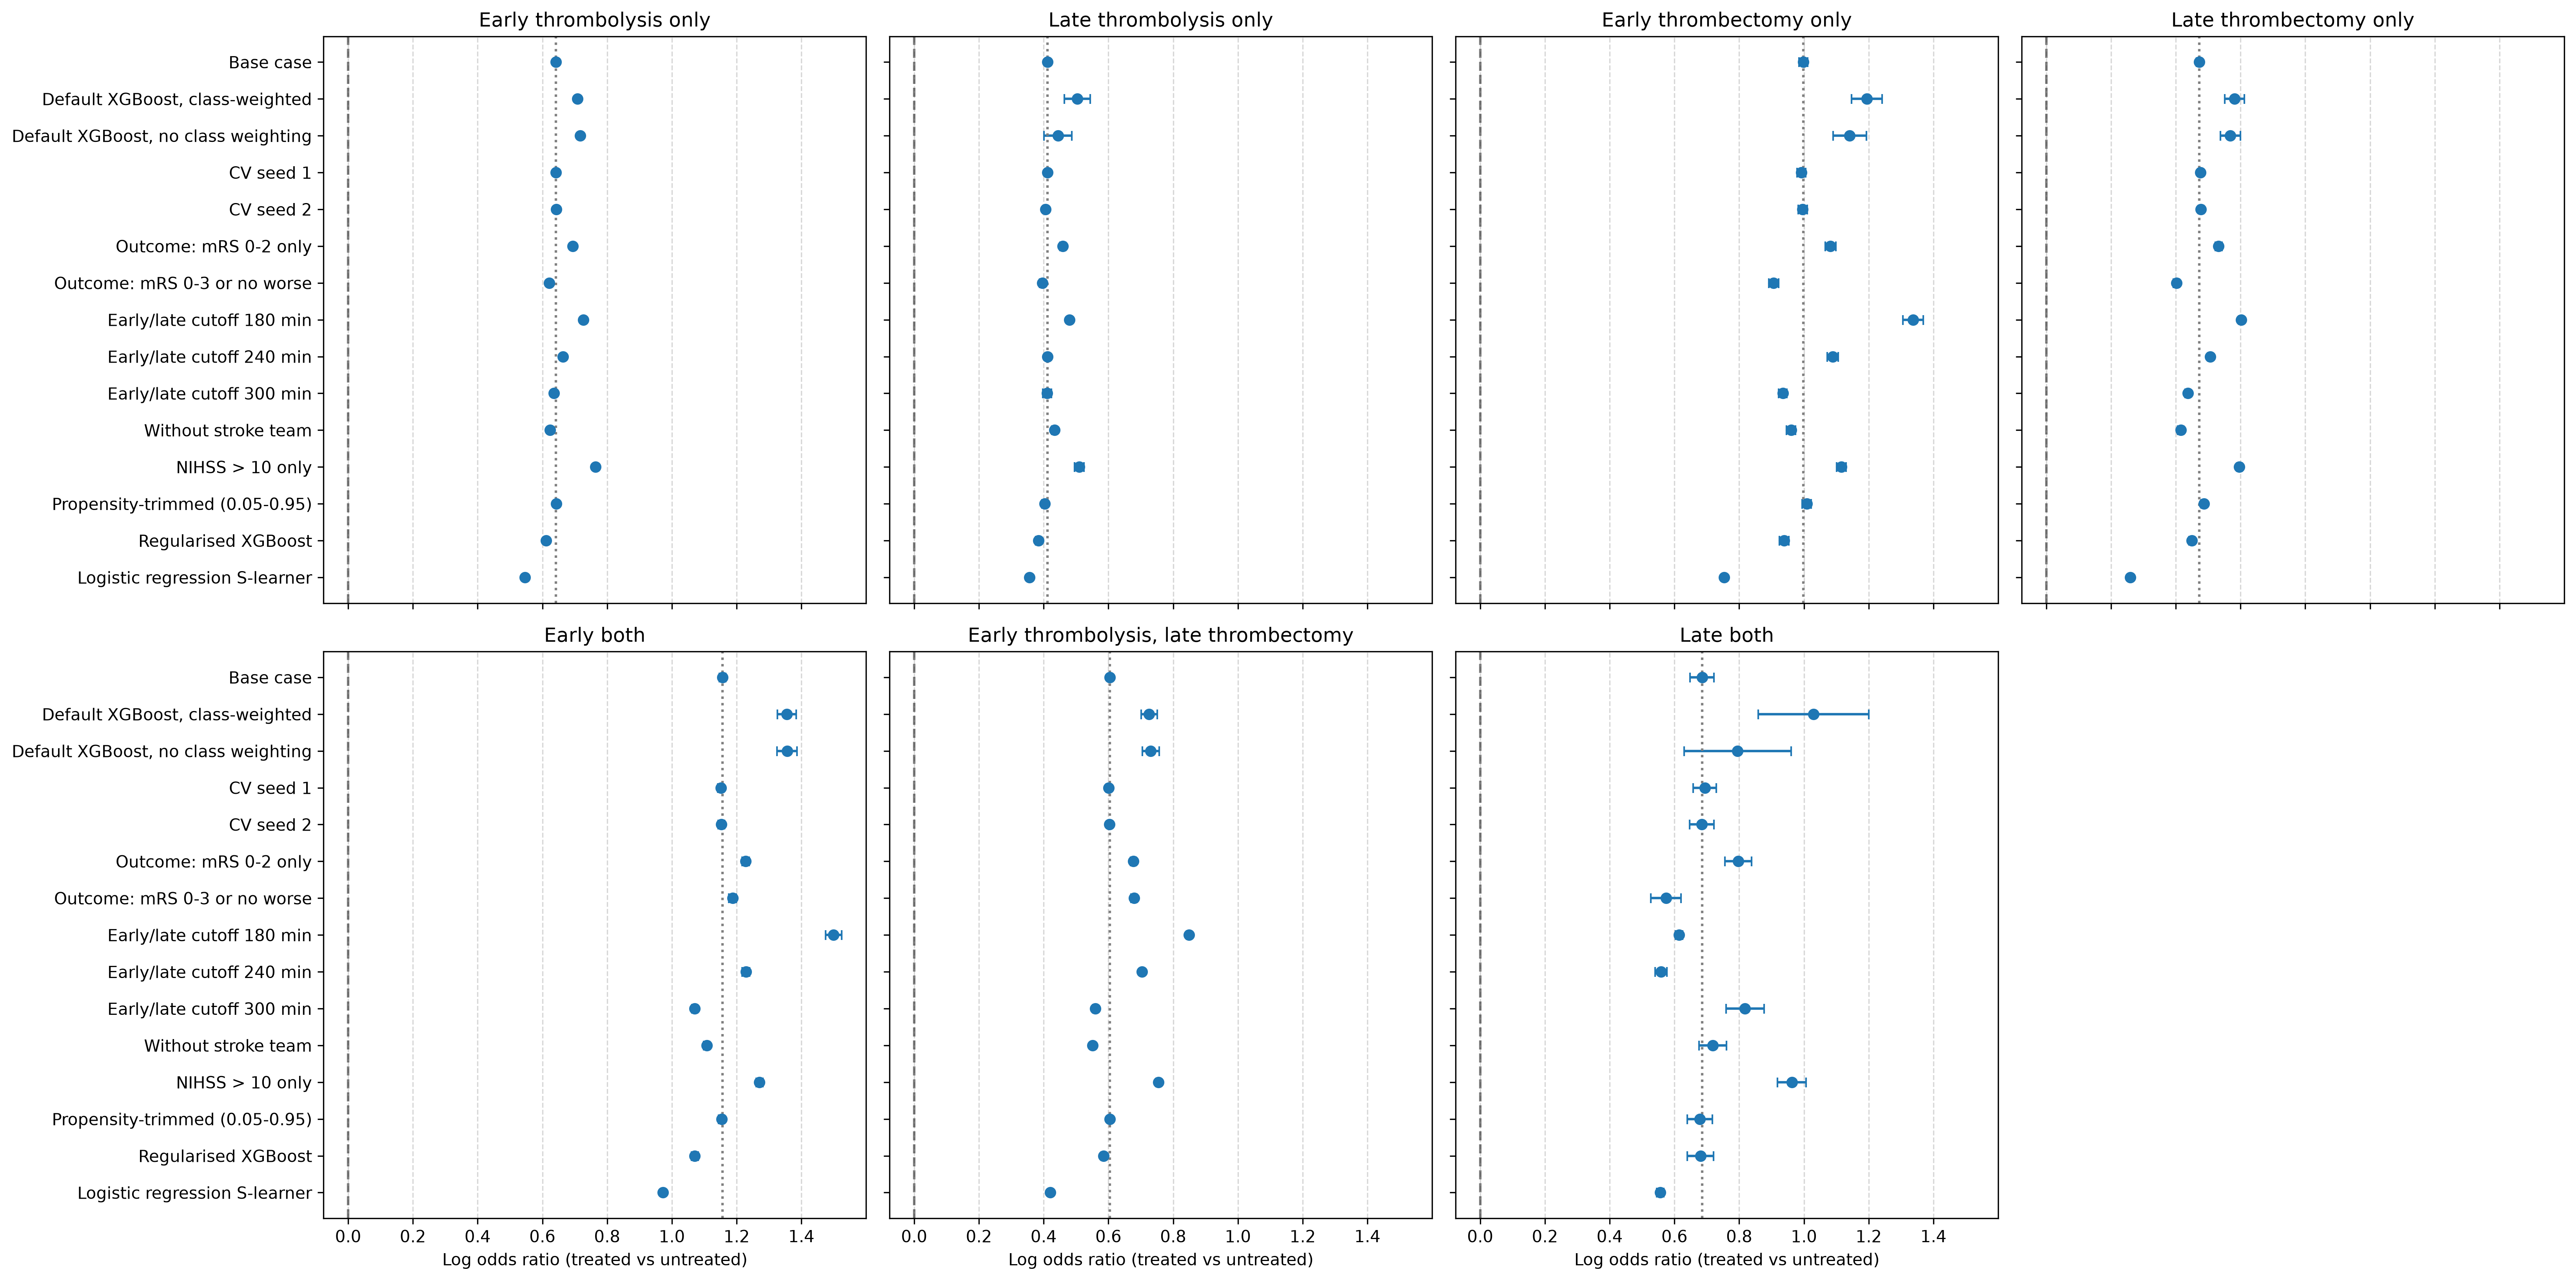 Early thrombolysis only
Late thrombolysis only
Early thrombectomy only
Late thrombectomy only
Base case
Default XGBoost, class-weighted
Default XGBoost, no class weighting
CV seed 1
CV seed 2
Outcome: mRS 0-2 only
Outcome: mRS 0-3 or no worse
Early/late cutoff 180 min
Early/late cutoff 240 min
Early/late cutoff 300 min
Without stroke team
NIHSS > 10 only
Propensity-trimmed (0.05-0.95)
Regularised XGBoost
Logistic regression S-learner
Early both
Early thrombolysis, late thrombectomy
Late both
Base case
Default XGBoost, class-weighted
Default XGBoost, no class weighting
CV seed 1
CV seed 2
Outcome: mRS 0-2 only
Outcome: mRS 0-3 or no worse
Early/late cutoff 180 min
Early/late cutoff 240 min
Early/late cutoff 300 min
Without stroke team
NIHSS > 10 only
Propensity-trimmed (0.05-0.95)
Regularised XGBoost
Logistic regression S-learner
0.0 0.2 0.4 0.6 0.8 1.0 1.2 1.4
0.0 0.2 0.4 0.6 0.8 1.0 1.2 1.4
0.0 0.2 0.4 0.6 0.8 1.0 1.2 1.4
Log odds ratio (treated vs untreated)
Log odds ratio (treated vs untreated)
Log odds ratio (treated vs untreated)